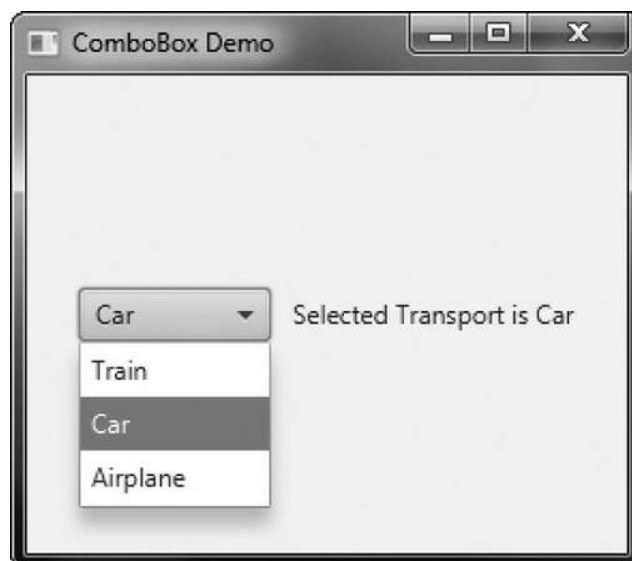 ComboBox Demo
Car
Selected Transport is Car
Train
Car
Airplane